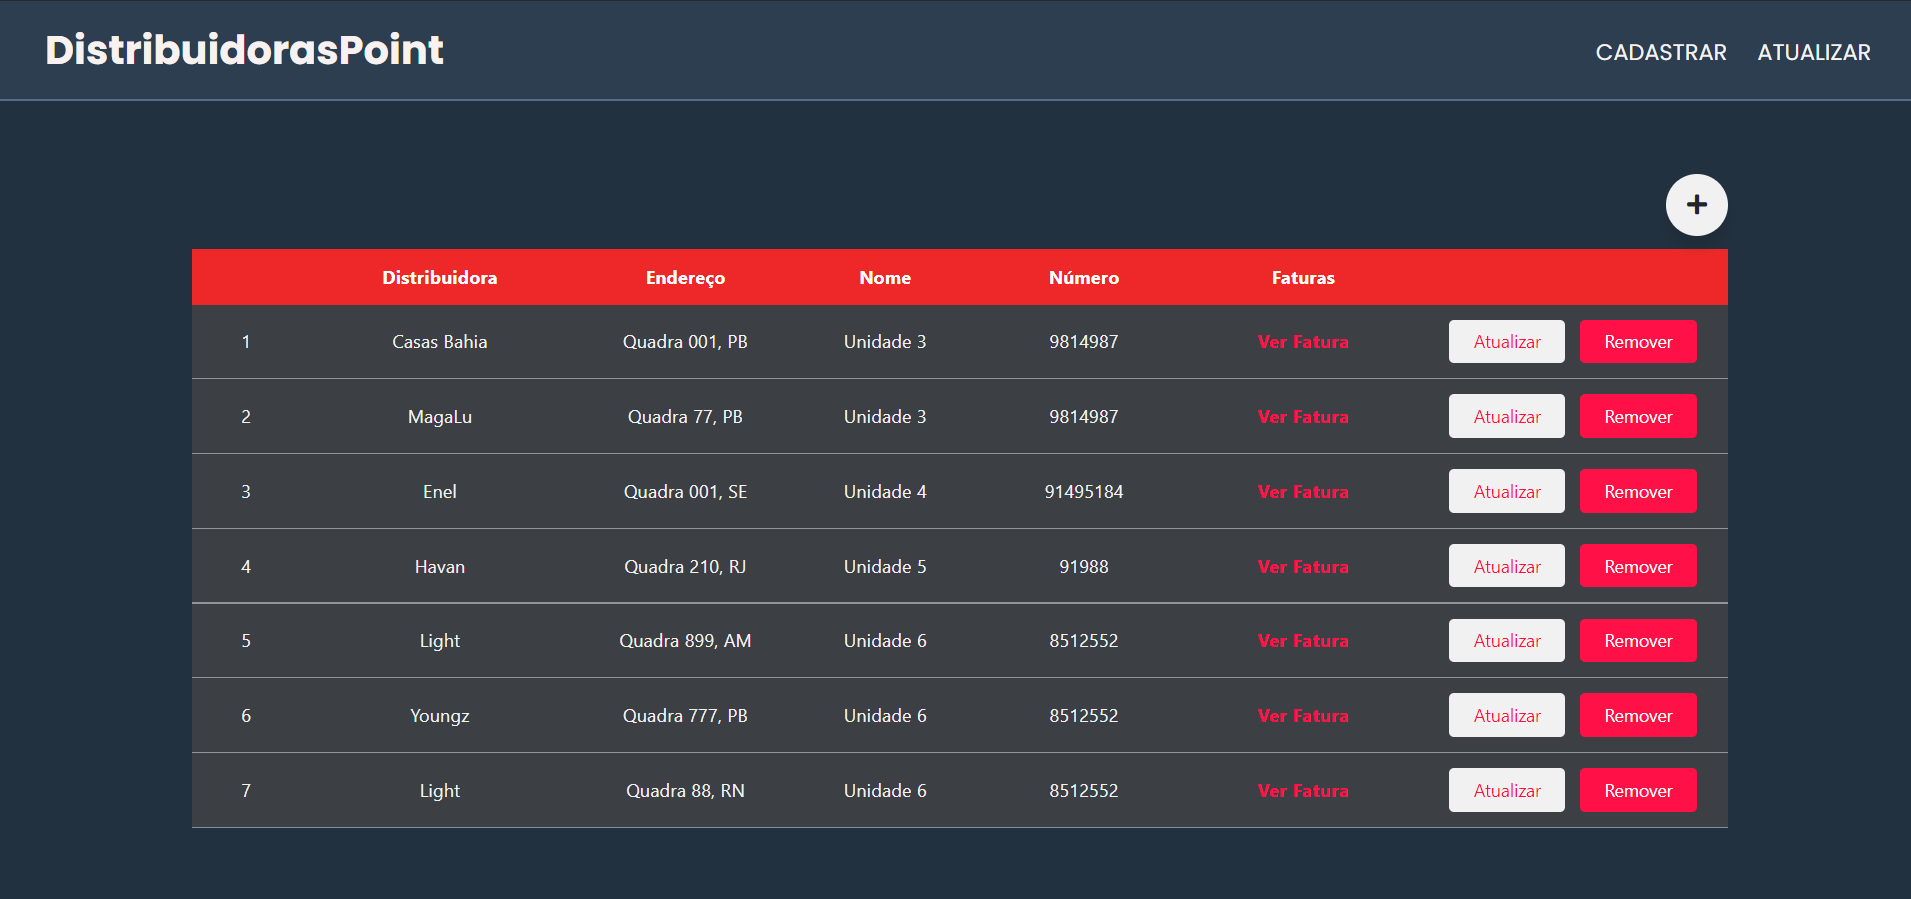 DistribuidorasPoint CADASTRAR ATUALIZAR
+
Distribuidora Endereço Nome Número Faturas
1 Casas Bahia Quadra 001, PB Unidade 3 9814987 Ver Fatura Atualizar Remover
2 MagaLu Quadra 77, PB Unidade 3 9814987 Ver Fatura Atualizar Remover
3 Enel Quadra 001, SE Unidade 4 91495184 Ver Fatura Atualizar Remover
4 Havan Quadra 210, RJ Unidade 5 91988 Ver Fatura Atualizar Remover
5 Light Quadra 899, AM Unidade 6 8512552 Ver Fatura Atualizar Remover
6 Youngz Quadra 777, PB Unidade 6 8512552 Ver Fatura Atualizar Remover
7 Light Quadra 88, RN Unidade 6 8512552 Ver Fatura Atualizar Remover